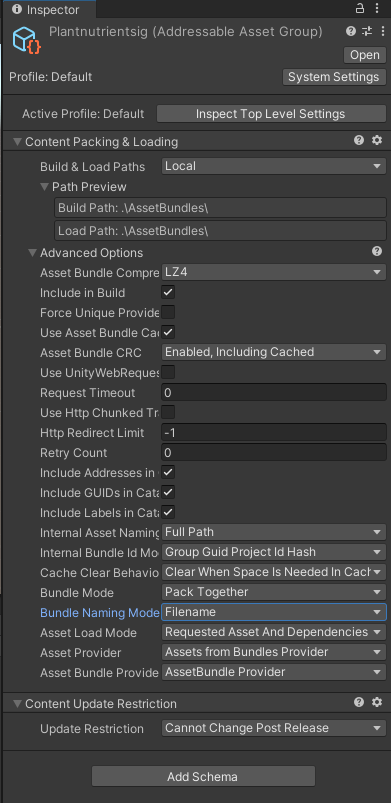 Inspector
Plantnutrientsig (Addressable Asset Group)
Open
Profile: Default
System Settings
Active Profile: Default
Inspect Top Level Settings
Content Packing & Loading
Build & Load Paths
Local
Path Preview
Build Path: .\AssetBundles\
Load Path: .\AssetBundles\
Advanced Options
Asset Bundle Compre
LZ4
Include in Build
Force Unique Provide
Use Asset Bundle Cac
Asset Bundle CRC
Enabled, Including Cached
Use UnityWebReques
Request Timeout
0
Use Http Chunked Tra
Http Redirect Limit
-1
Retry Count
0
Include Addresses in C
Include GUIDs in Cata
Include Labels in Cata
Internal Asset Naming
Full Path
Internal Bundle Id Mo
Group Guid Project Id Hash
Cache Clear Behavio
Clear When Space Is Needed In Cach
Bundle Mode
Pack Together
Bundle Naming Mode
Filename
Asset Load Mode
Requested Asset And Dependencies
Asset Provider
Assets from Bundles Provider
Asset Bundle Provide
AssetBundle Provider
Content Update Restriction
Update Restriction
Cannot Change Post Release
Add Schema